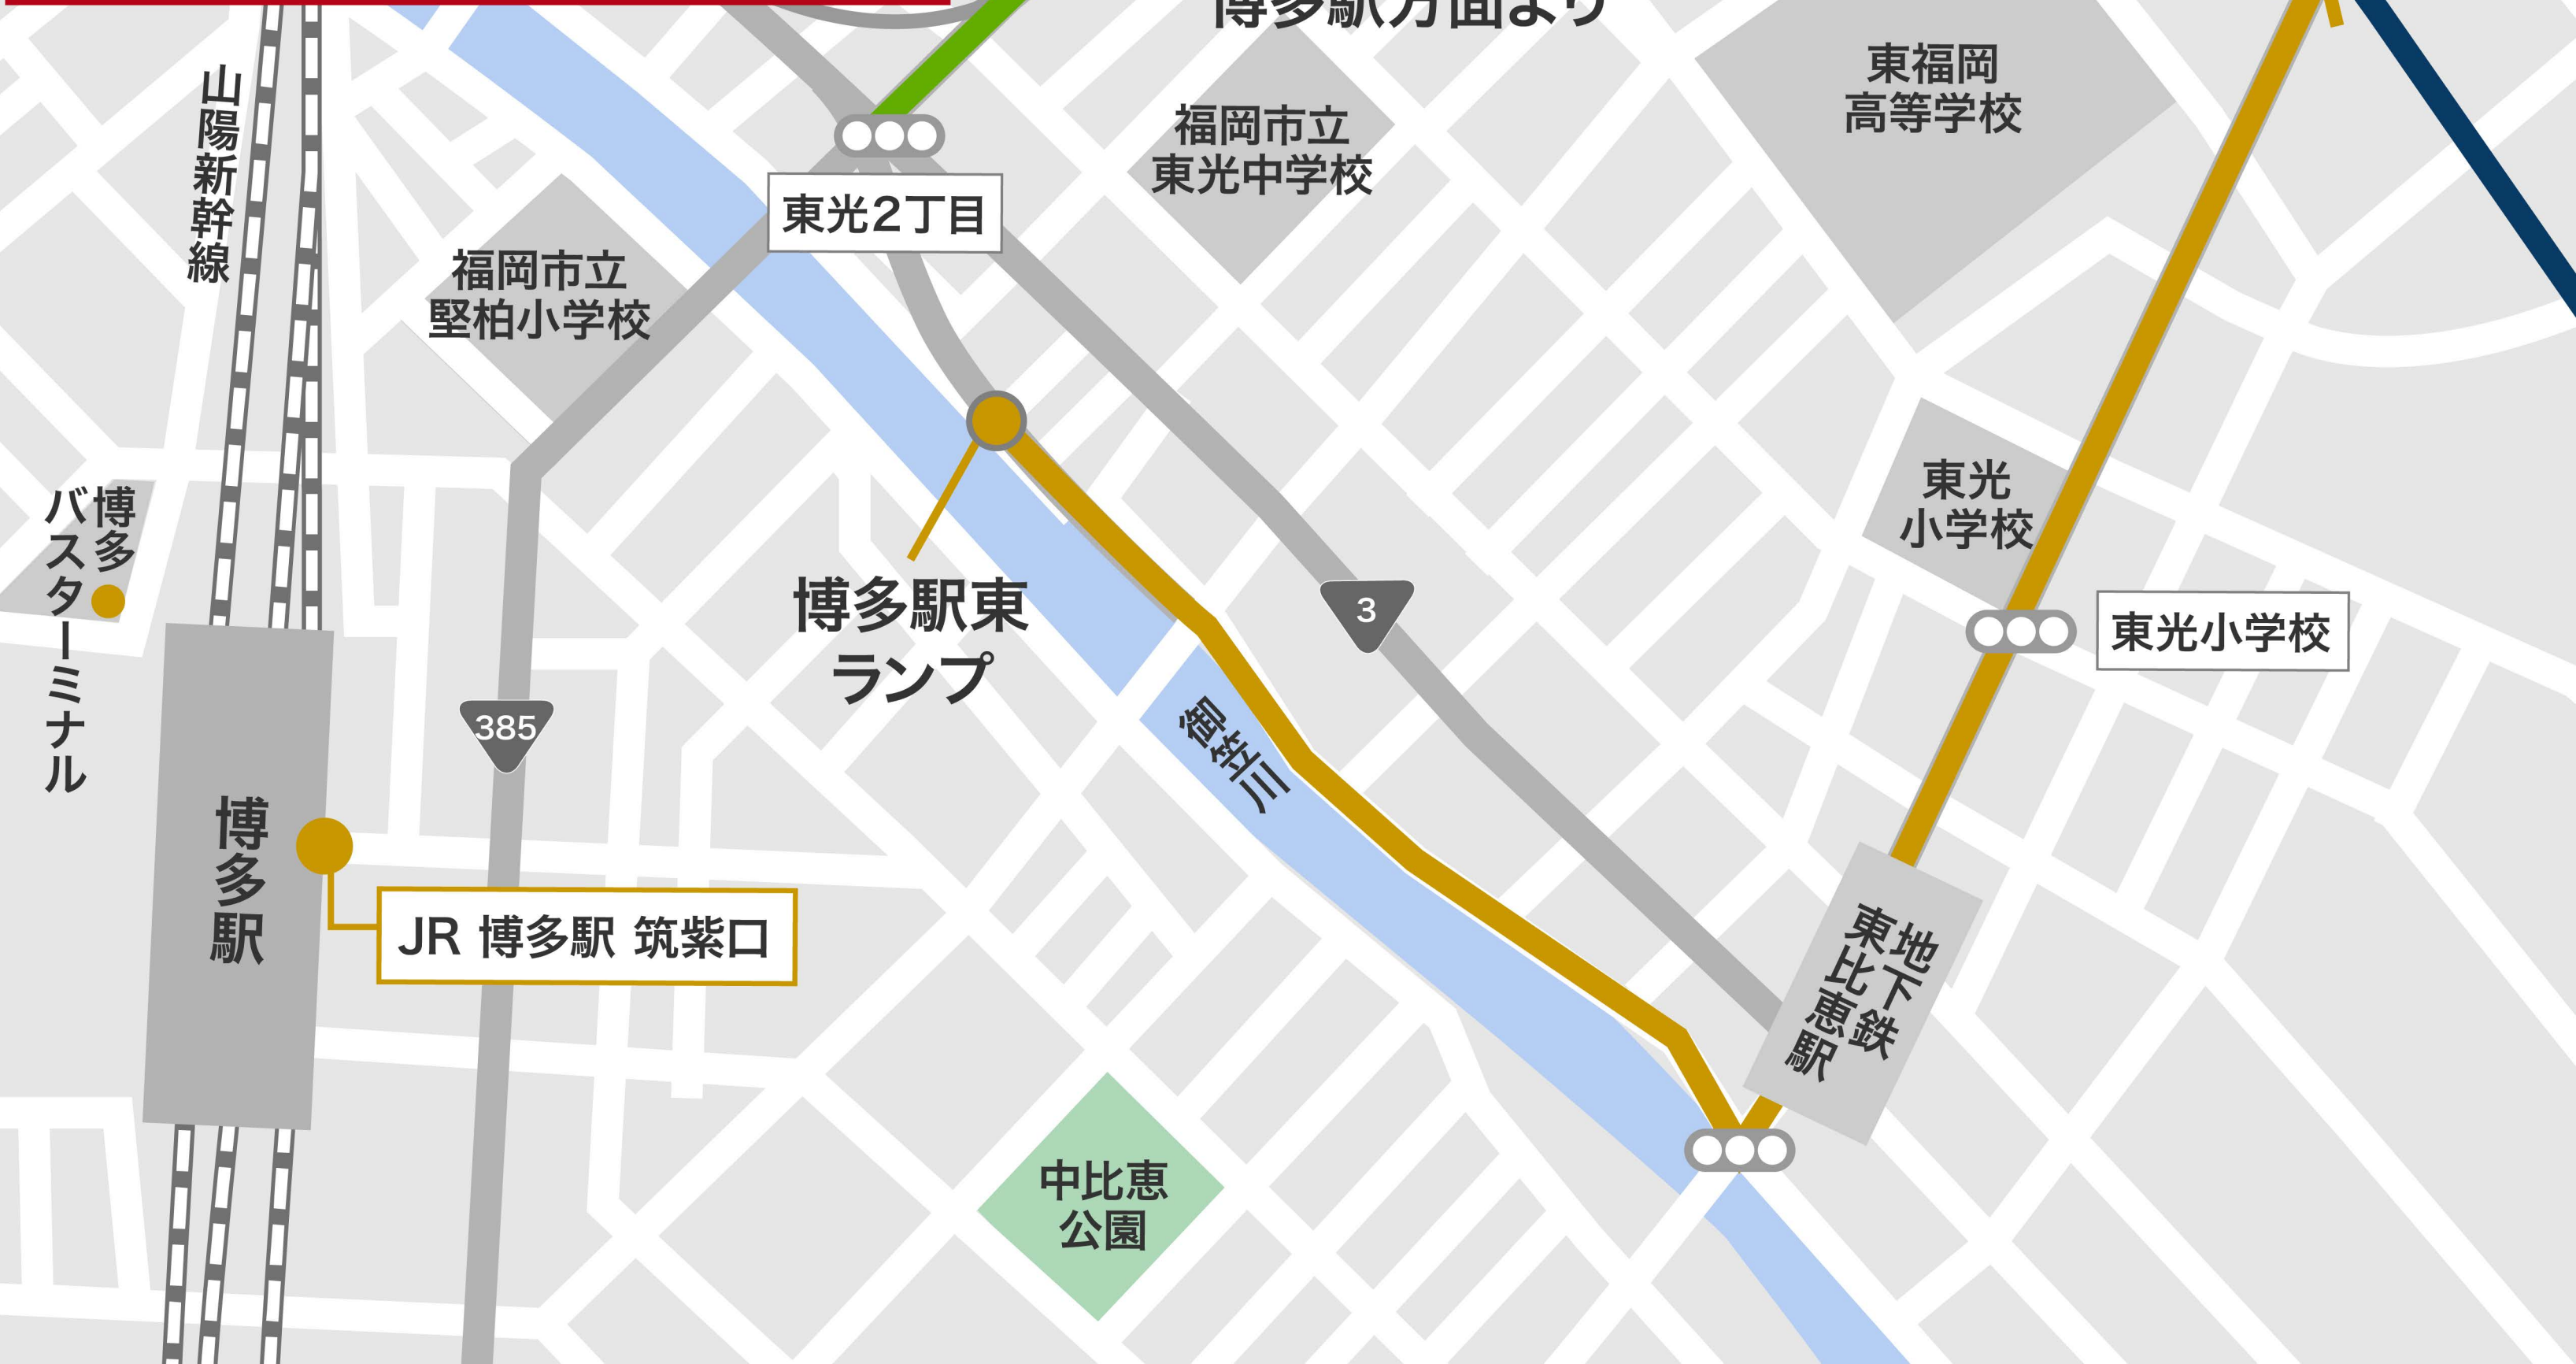 博多駅方面より
東福岡
高等学校
福岡市立
東光中学校
山陽新幹線
東光2丁目
福岡市立
堅粕小学校
東光
小学校
博多
バスターミナル
博多駅東
ランプ
3
東光小学校
385
御笠川
博多駅
JR 博多駅 筑紫口
地下鉄
東比恵駅
中比恵
公園